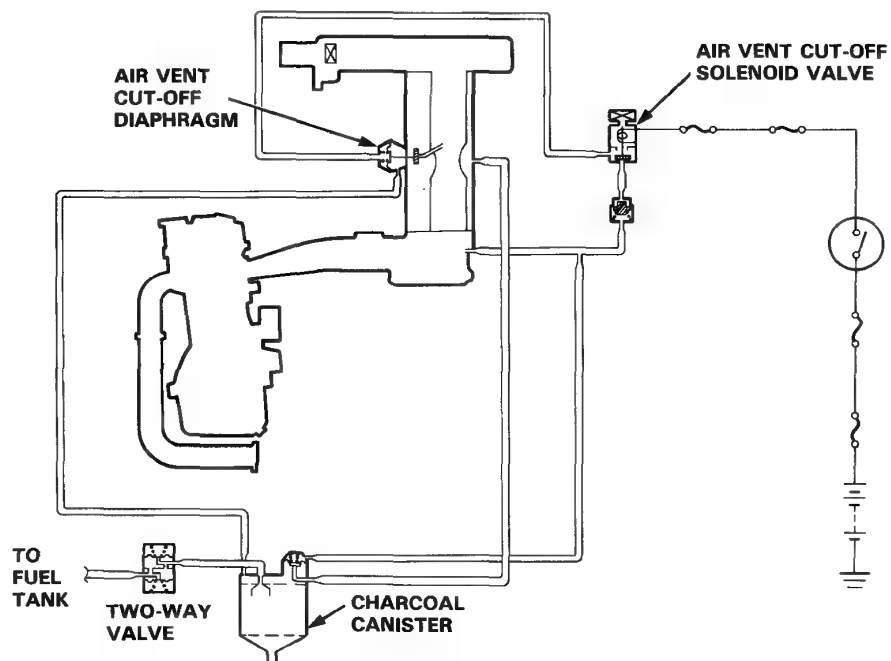 AIR VENT
CUT-OFF
DIAPHRAGM
AIR VENT CUT-OFF
SOLENOID VALVE
TO
FUEL
TANK
TWO-WAY
VALVE
CHARCOAL
CANISTER